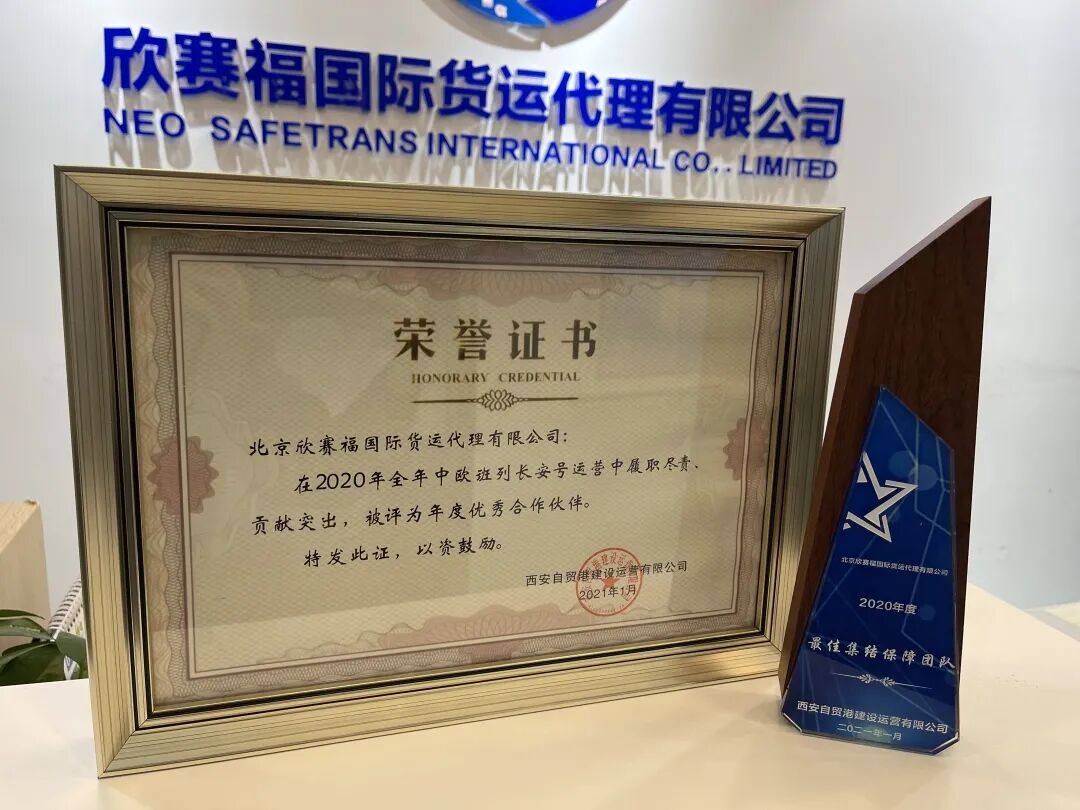 欣赛福国际货运代理有限公司
NEO SAFETRANS INTERNATIONAL CO,. LIMITED
荣誉证书
HONORARY CREDENTIAL
北京欣赛福国际货运代理有限公司:
在2020年全年中欧班列长安号运营中履职尽责、
贡献突出，被评为年度优秀合作伙伴。
特发此证，以资鼓励。
西安自贸港建设运营有限公司
2021年1月
北京欣赛福国际货运代理有限公司
2020年度
最佳集结保障团队
西安自贸港建设运营有限公司
二〇二一年一月